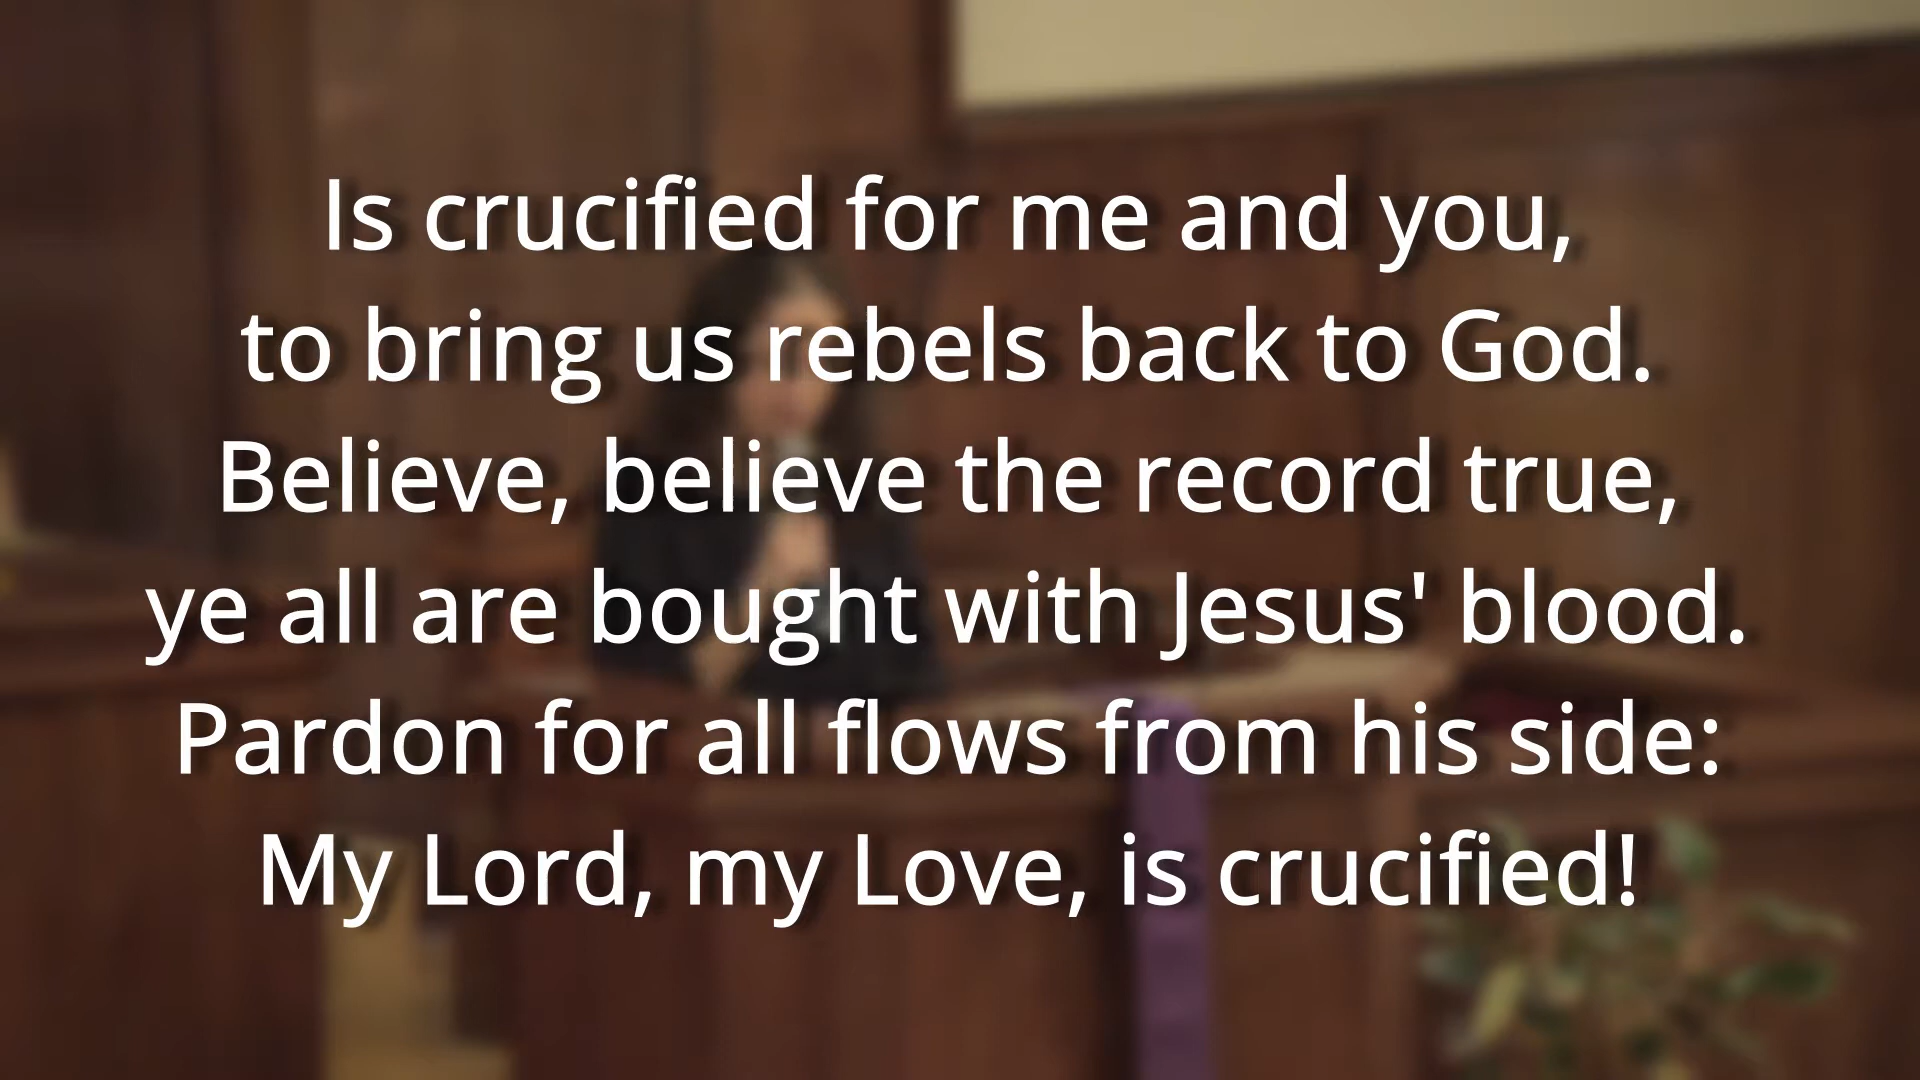 Is crucified for me and you,
to bring us rebels back to God.
Believe, believe the record true,
ye all are bought with Jesus' blood.
Pardon for all flows from his side:
My Lord, my Love, is crucified!